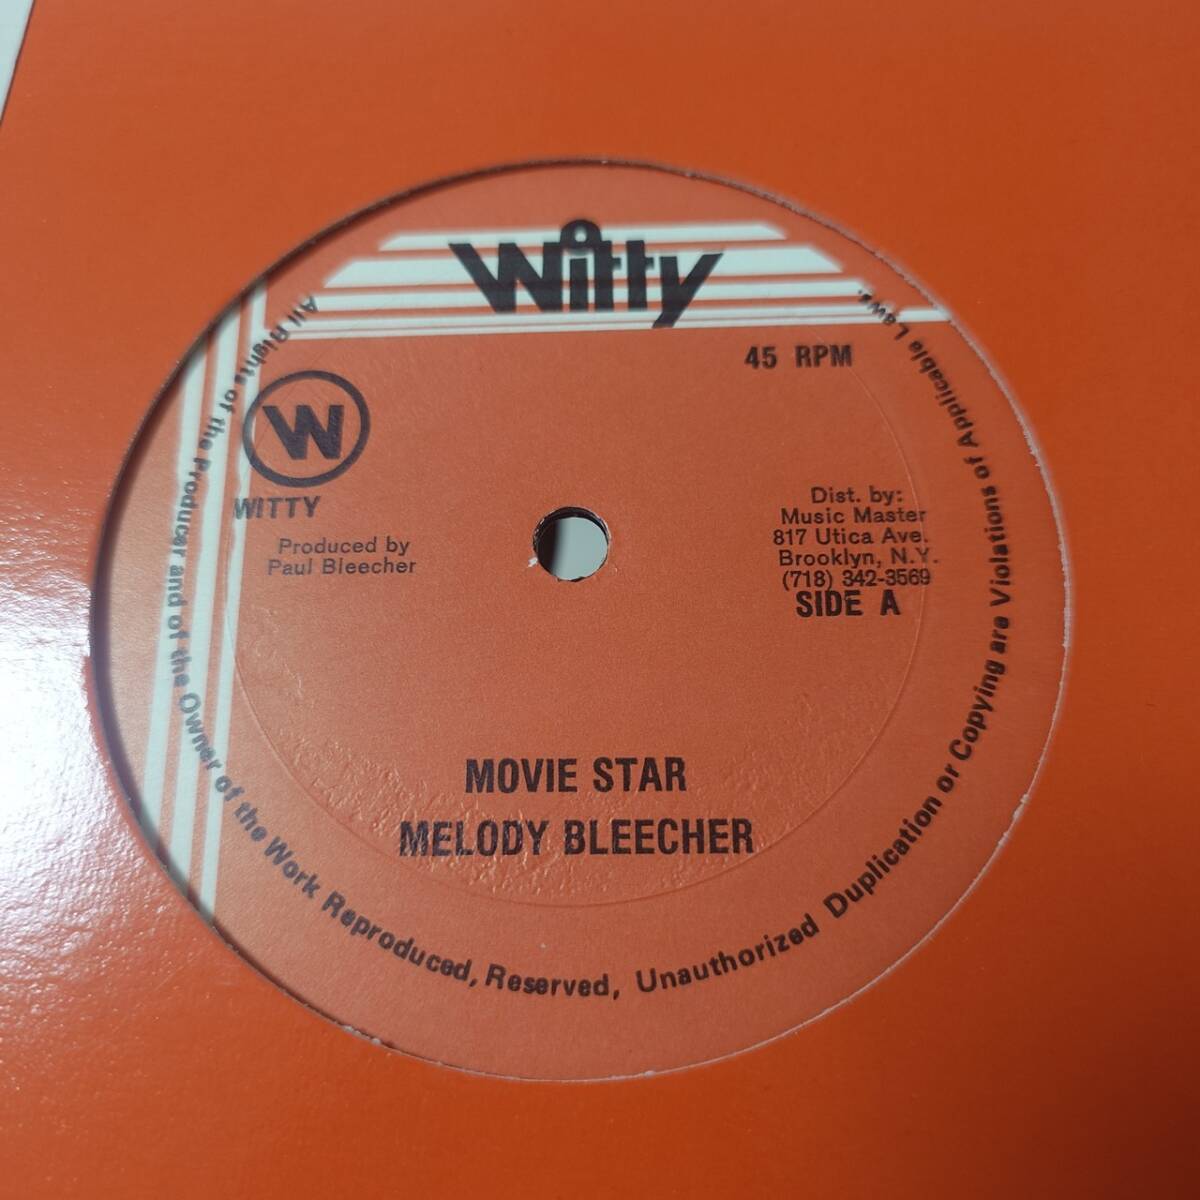 Witty
45 RPM
W
WITTY
Produced by
Paul Bleecher
Dist. by:
Music Master
817 Utica Ave.
Brooklyn, N.Y.
(718) 342-3569
SIDE A
MOVIE STAR
MELODY BLEECHER
All Rights of the Producer and of the Owner of the Work Reproduced, Reserved, Unauthorized Duplication or Copying are Violations of Applicable Laws.